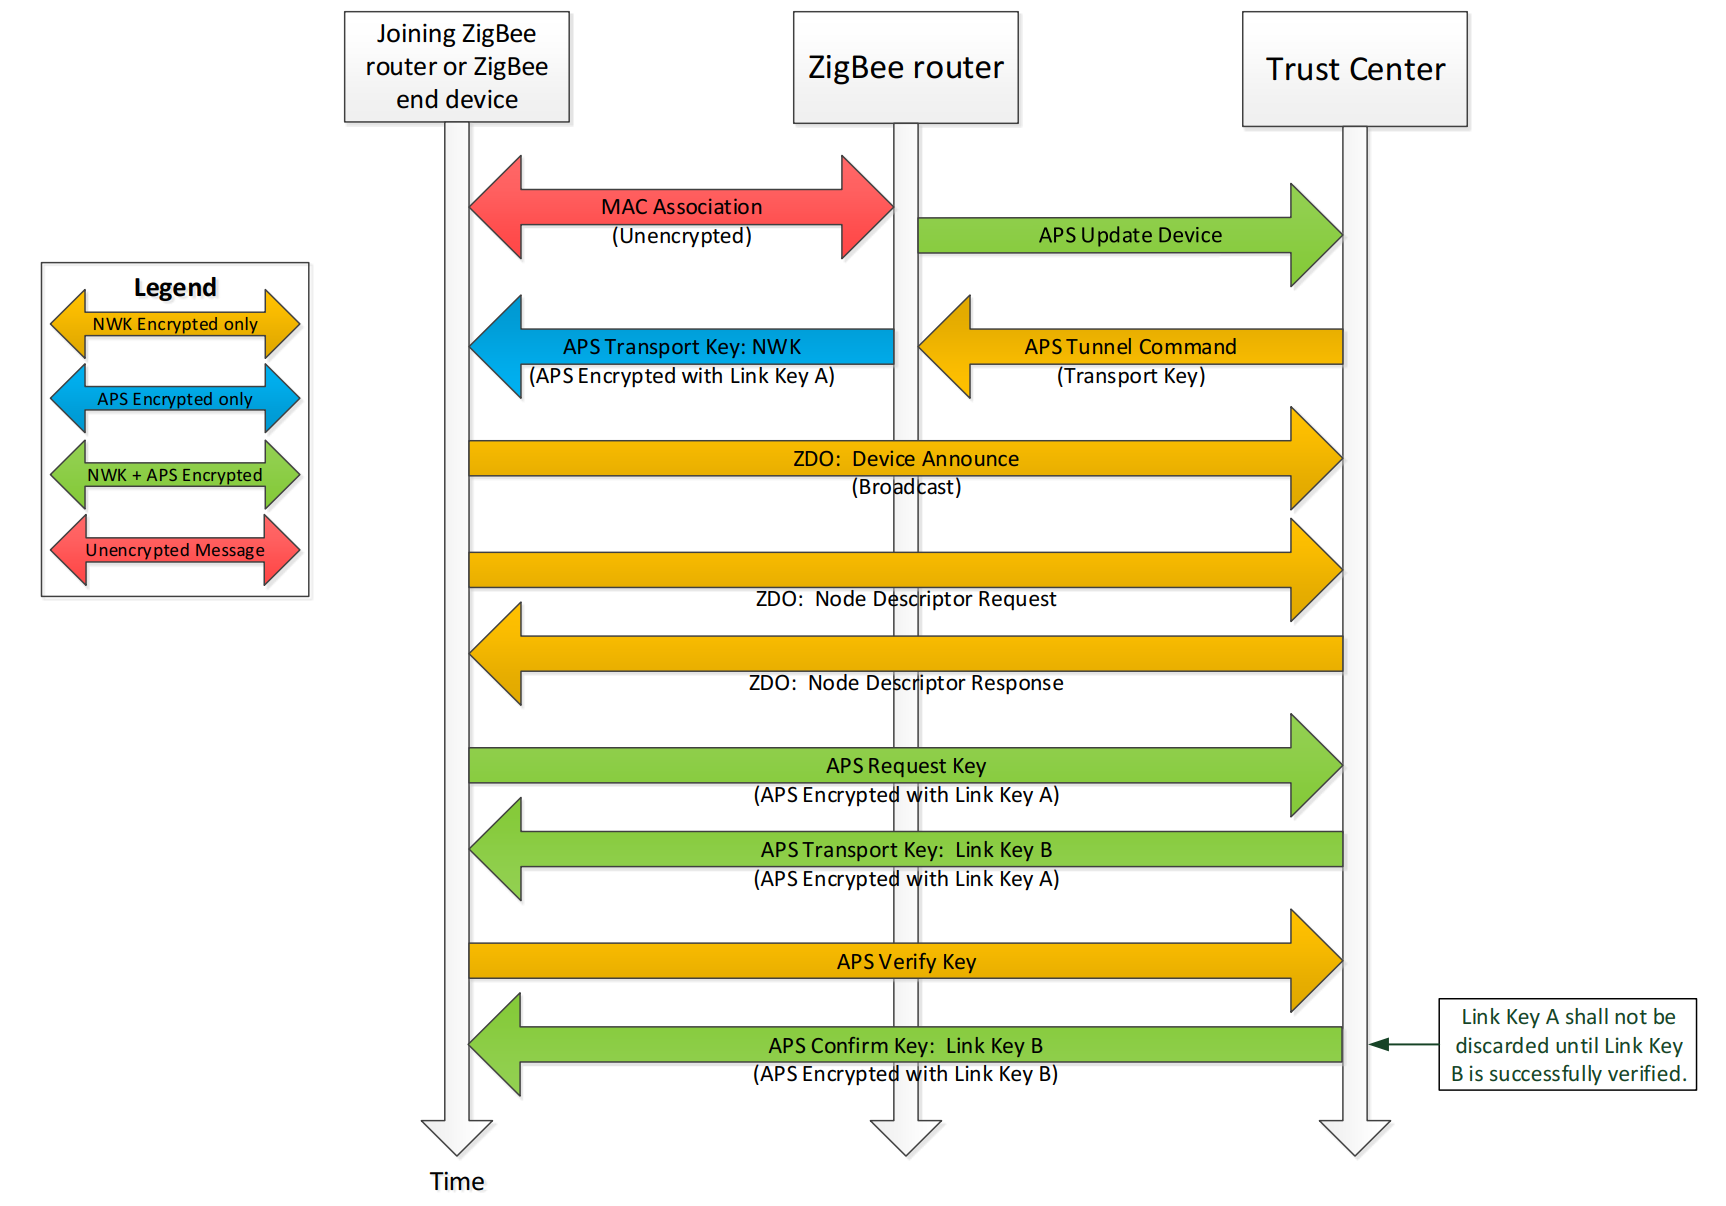 Joining ZigBee
router or ZigBee
end device
ZigBee router
Trust Center
MAC Association
(Unencrypted)
APS Update Device
Legend
NWK Encrypted only
APS Encrypted only
NWK + APS Encrypted
Unencrypted Message
APS Transport Key: NWK
(APS Encrypted with Link Key A)
APS Tunnel Command
(Transport Key)
ZDO:  Device Announce
(Broadcast)
ZDO:  Node Descriptor Request
ZDO:  Node Descriptor Response
APS Request Key
(APS Encrypted with Link Key A)
APS Transport Key:  Link Key B
(APS Encrypted with Link Key A)
APS Verify Key
APS Confirm Key:  Link Key B
(APS Encrypted with Link Key B)
Link Key A shall not be
discarded until Link Key
B is successfully verified.
Time